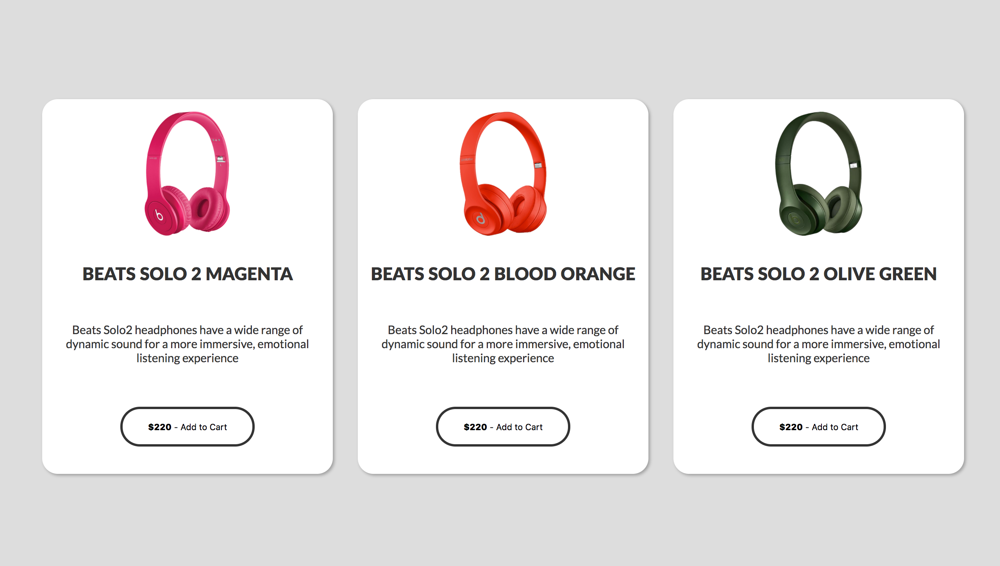 BEATS SOLO 2 MAGENTA
Beats Solo2 headphones have a wide range of
dynamic sound for a more immersive, emotional
listening experience
$220 - Add to Cart
BEATS SOLO 2 BLOOD ORANGE
Beats Solo2 headphones have a wide range of
dynamic sound for a more immersive, emotional
listening experience
$220 - Add to Cart
BEATS SOLO 2 OLIVE GREEN
Beats Solo2 headphones have a wide range of
dynamic sound for a more immersive, emotional
listening experience
$220 - Add to Cart